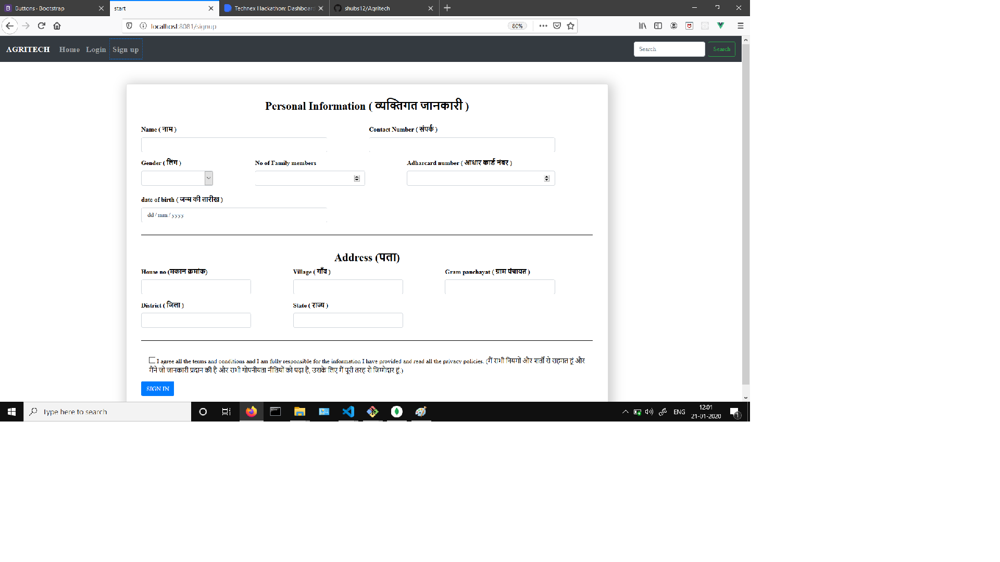 Buttons · Bootstrap
start
Technex Hackathon: Dashboard
shubs12/Agritech
localhost:8081/signup
80%
AGRITECH Home Login Sign up
Search Search
Personal Information ( व्यक्तिगत जानकारी )
Name ( नाम ) Contact Number ( संपर्क )
Gender ( लिंग ) No of Family members Adharcard number ( आधार कार्ड नंबर )
date of birth ( जन्म की तारीख )
dd / mm / yyyy
Address (पता)
House no (मकान क्रमांक) Village ( गाँव ) Gram panchayat ( ग्राम पंचायत )
District ( जिला ) State ( राज्य )
I agree all the terms and conditions and I am fully responsible for the information I have provided and read all the privacy policies. (मैं सभी नियमों और शर्तों से सहमत हूं और
मैंने जो जानकारी प्रदान की है और सभी गोपनीयता नीतियों को पढ़ा है, उसके लिए मैं पूरी तरह से जिम्मेदार हूं.)
SIGN IN
Type here to search
ENG
12:01
21-01-2020
1